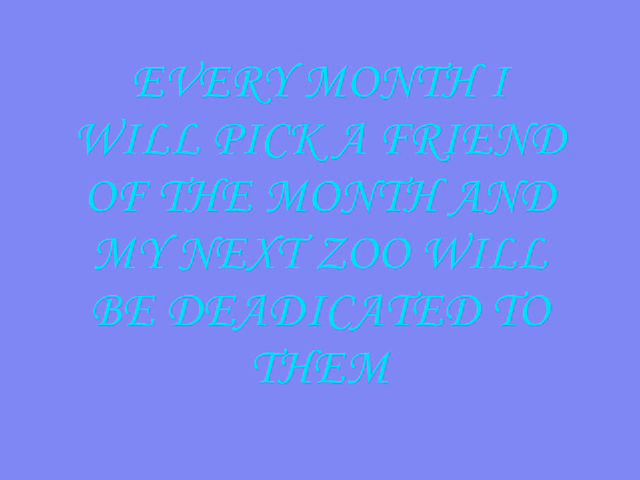 EVERY MONTH I
WILL PICK A FRIEND
OF THE MONTH AND
MY NEXT ZOO WILL
BE DEADICATED TO
THEM